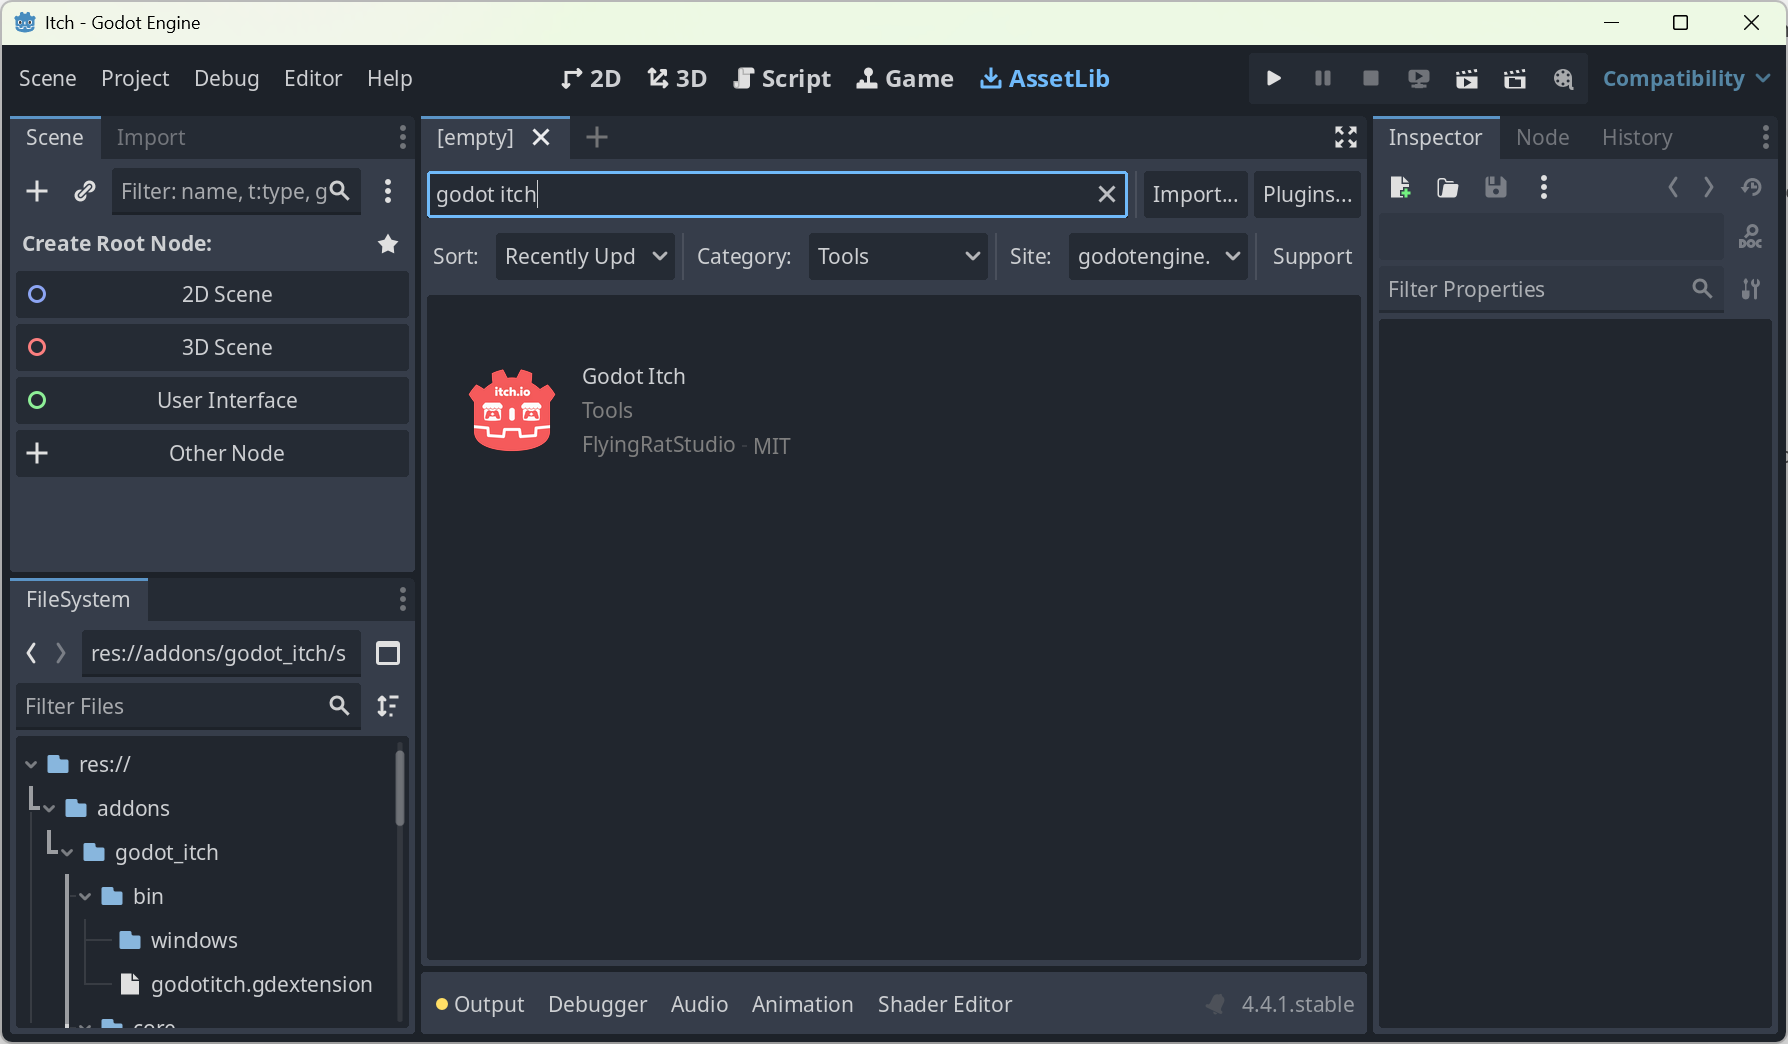 Itch - Godot Engine
Scene Project Debug Editor Help
2D 3D Script Game AssetLib
Compatibility
Scene Import
Filter: name, t:type, g
Create Root Node:
2D Scene
3D Scene
User Interface
Other Node
FileSystem
res://addons/godot_itch/s
Filter Files
res://
addons
godot_itch
bin
windows
godotitch.gdextension
core
[empty]
godot itch
Import... Plugins...
Sort: Recently Upd Category: Tools Site: godotengine. Support
itch.io
Godot Itch
Tools
FlyingRatStudio - MIT
Output Debugger Audio Animation Shader Editor 4.4.1.stable
Inspector Node History
DOC
Filter Properties